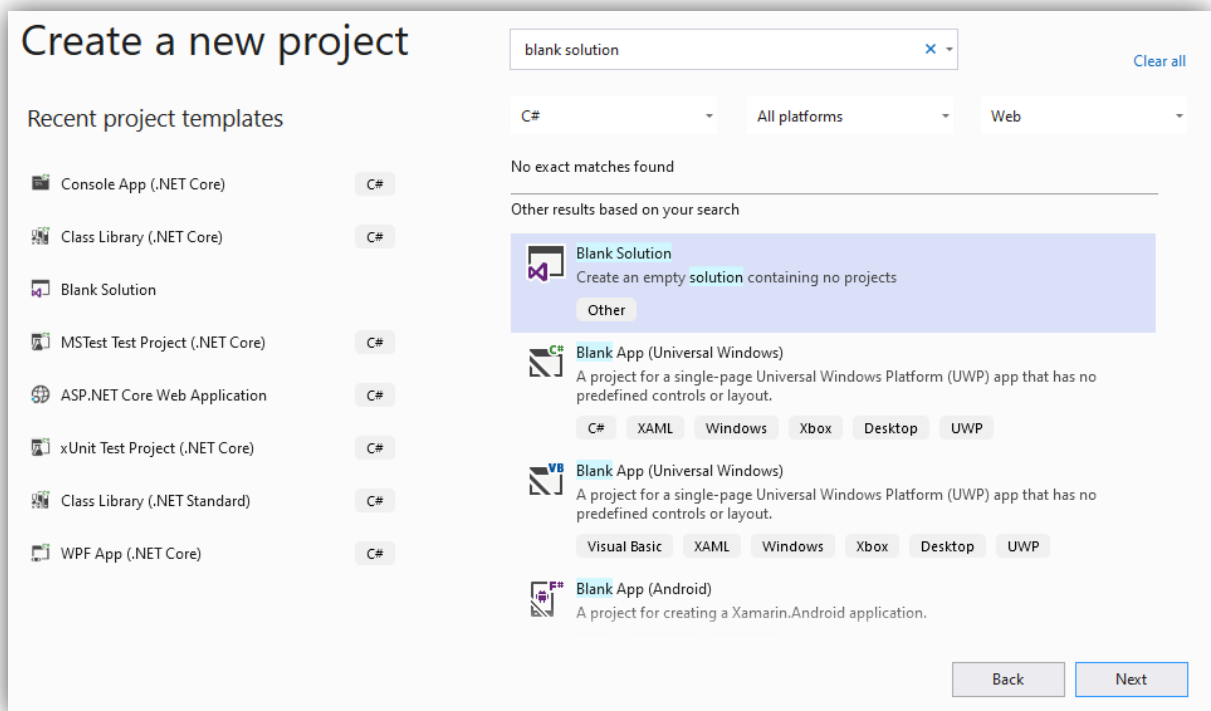 Create a new project
blank solution
Clear all
Recent project templates
C#
All platforms
Web
No exact matches found
Console App (.NET Core) C#
Class Library (.NET Core) C#
Blank Solution
MSTest Test Project (.NET Core) C#
ASP.NET Core Web Application C#
xUnit Test Project (.NET Core) C#
Class Library (.NET Standard) C#
WPF App (.NET Core) C#
Other results based on your search
Blank Solution
Create an empty solution containing no projects
Other
C#
Blank App (Universal Windows)
A project for a single-page Universal Windows Platform (UWP) app that has no
predefined controls or layout.
C# XAML Windows Xbox Desktop UWP
VB
Blank App (Universal Windows)
A project for a single-page Universal Windows Platform (UWP) app that has no
predefined controls or layout.
Visual Basic XAML Windows Xbox Desktop UWP
F#
Blank App (Android)
A project for creating a Xamarin.Android application.
Back
Next